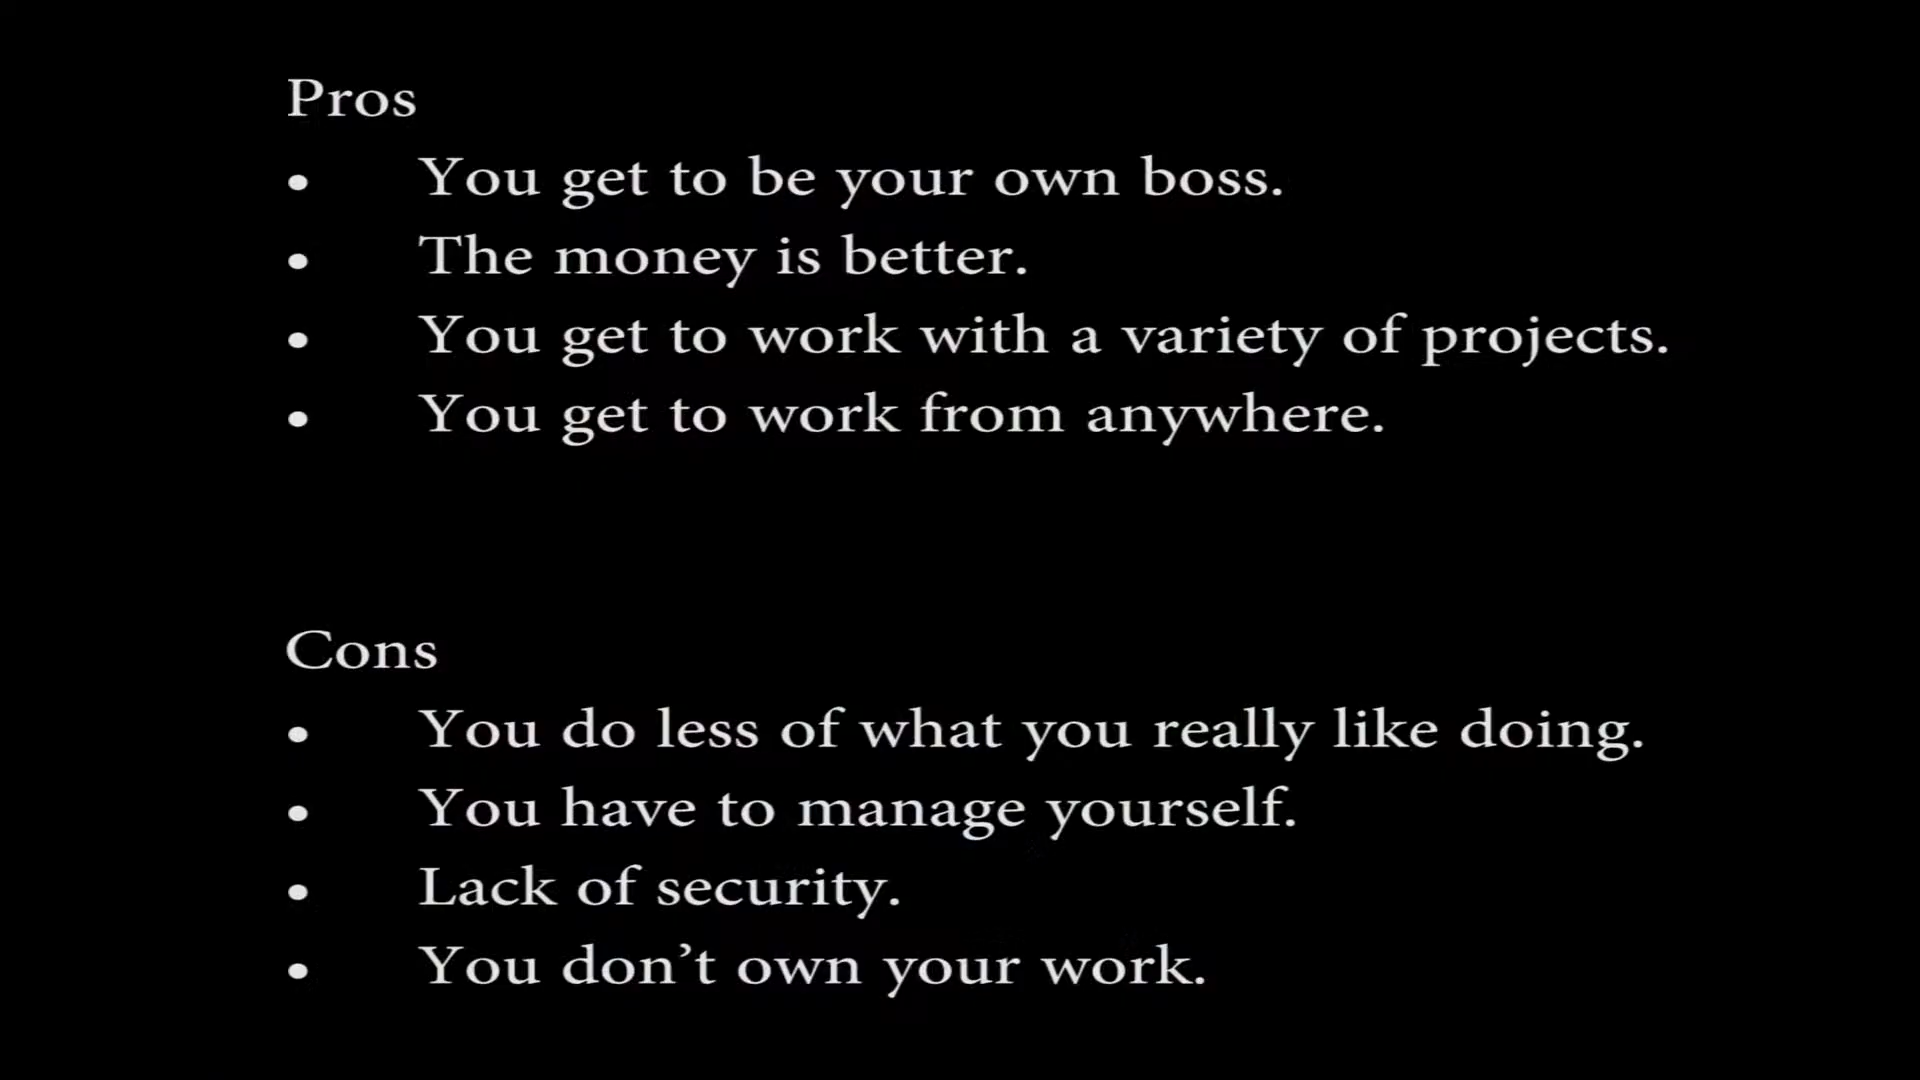 Pros
• You get to be your own boss.
• The money is better.
• You get to work with a variety of projects.
• You get to work from anywhere.
Cons
• You do less of what you really like doing.
• You have to manage yourself.
• Lack of security.
• You don’t own your work.